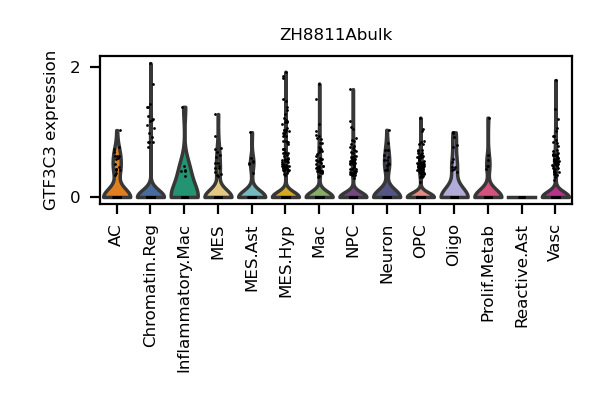 ZH8811Abulk
GTF3C3 expression
2
0
AC
Chromatin.Reg
Inflammatory.Mac
MES
MES.Ast
MES.Hyp
Mac
NPC
Neuron
OPC
Oligo
Prolif.Metab
Reactive.Ast
Vasc